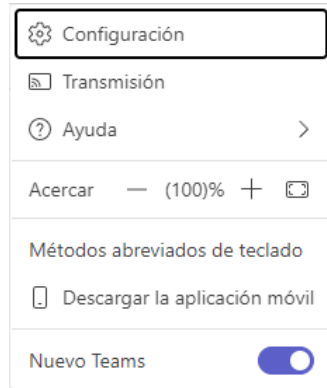 Configuración
Transmisión
Ayuda
Acercar — (100)% +
Métodos abreviados de teclado
Descargar la aplicación móvil
Nuevo Teams